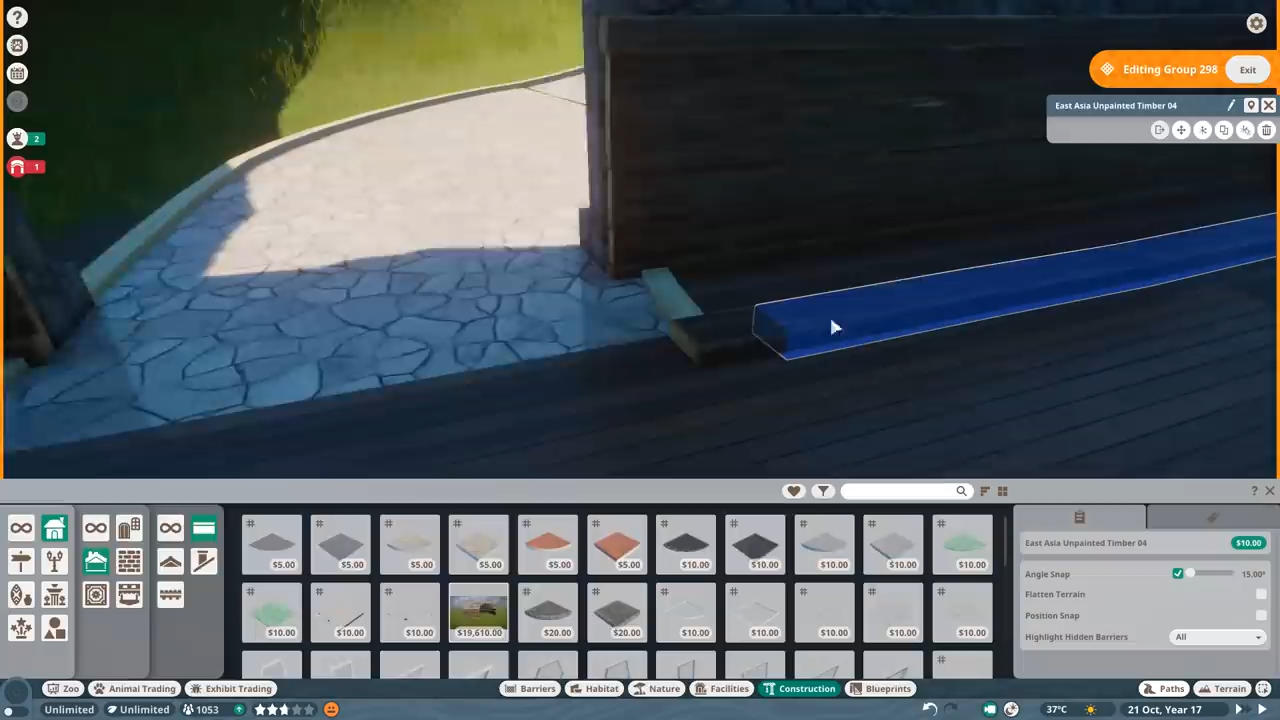 ?
Editing Group 298
Exit
East Asia Unpainted Timber 04
2
1
?
$5.00 $5.00 $5.00 $5.00 $5.00 $5.00 $10.00 $10.00 $10.00 $10.00 $10.00
$10.00 $10.00 $10.00 $19,610.00 $20.00 $20.00 $10.00 $10.00 $10.00 $10.00 $10.00
East Asia Unpainted Timber 04 $10.00
Angle Snap 15.00°
Flatten Terrain
Position Snap
Highlight Hidden Barriers All
Zoo Animal Trading Exhibit Trading Barriers Habitat Nature Facilities Construction Blueprints Paths Terrain
Unlimited Unlimited 1053 37°C 21 Oct, Year 17